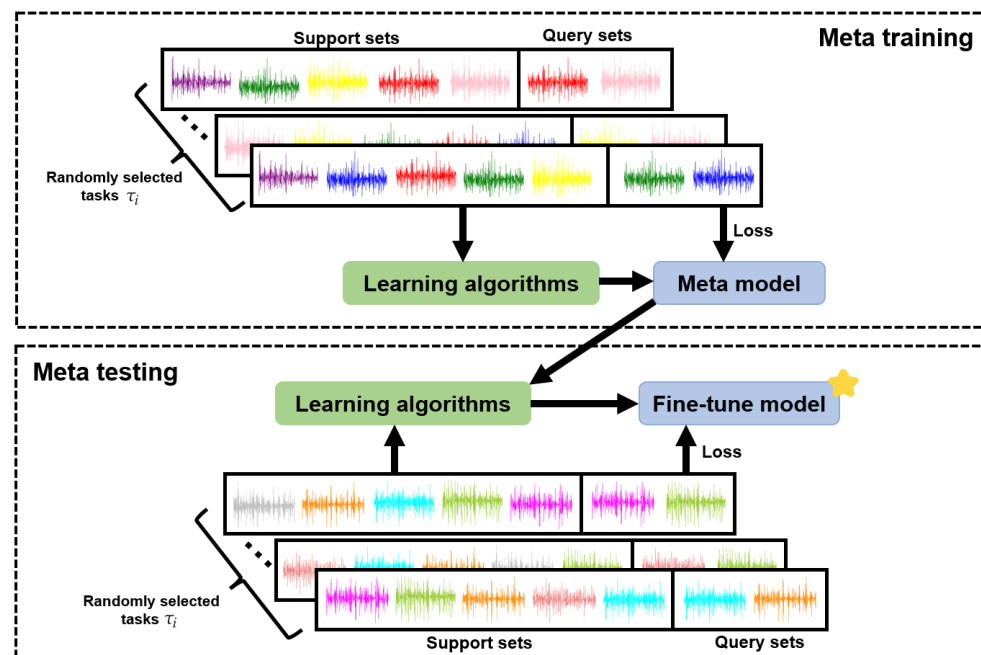 Support sets
Query sets
Meta training
Randomly selected
tasks τᵢ
Loss
Learning algorithms
Meta model
Meta testing
Learning algorithms
Fine-tune model
Loss
Randomly selected
tasks τᵢ
Support sets
Query sets